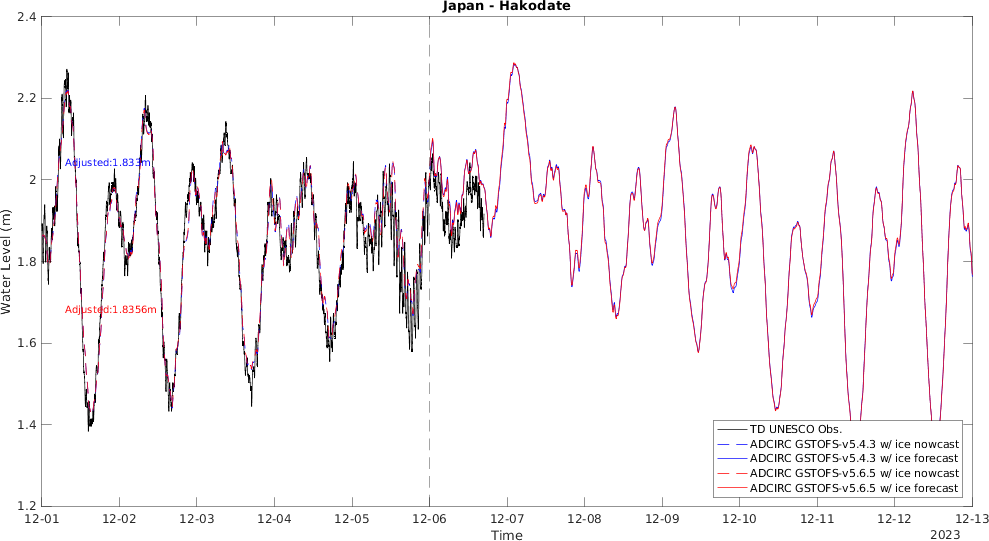 Japan - Hakodate
2.4
2.2
2
1.8
1.6
1.4
1.2
Water Level (m)
Adjusted:1.833m
Adjusted:1.8356m
TD UNESCO Obs.
ADCIRC GSTOFS-v5.4.3 w/ ice nowcast
ADCIRC GSTOFS-v5.4.3 w/ ice forecast
ADCIRC GSTOFS-v5.6.5 w/ ice nowcast
ADCIRC GSTOFS-v5.6.5 w/ ice forecast
12-01 12-02 12-03 12-04 12-05 12-06 12-07 12-08 12-09 12-10 12-11 12-12 12-13
Time
2023